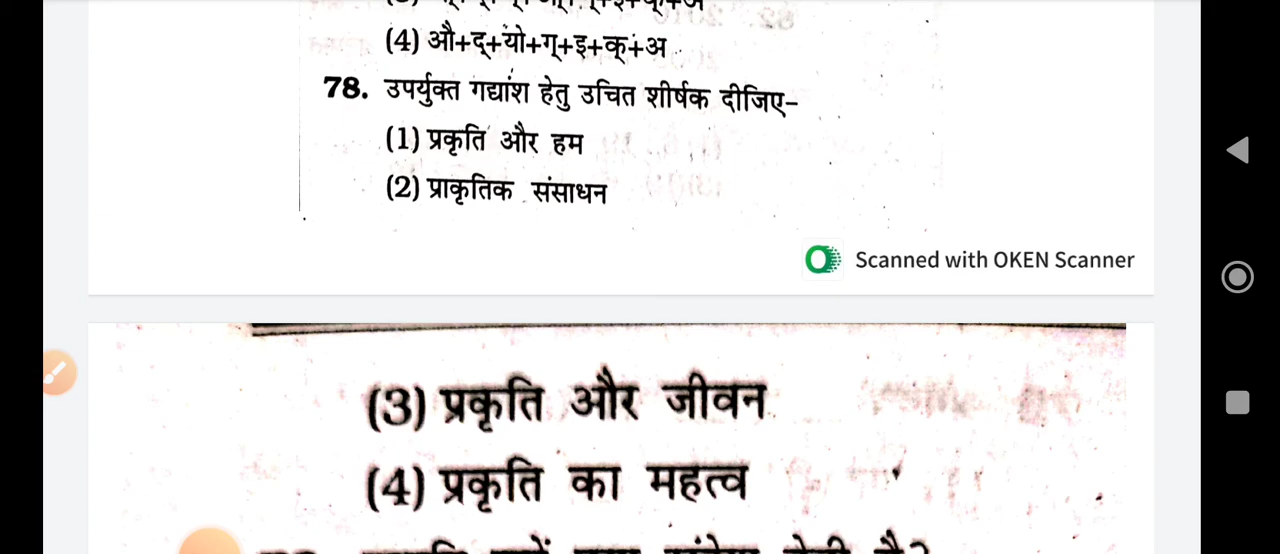 (4) औ+द्+यो+ग्+इ+क्+अ
78. उपर्युक्त गद्यांश हेतु उचित शीर्षक दीजिए-
(1) प्रकृति और हम
(2) प्राकृतिक संसाधन
Scanned with OKEN Scanner
(3) प्रकृति और जीवन
(4) प्रकृति का महत्व